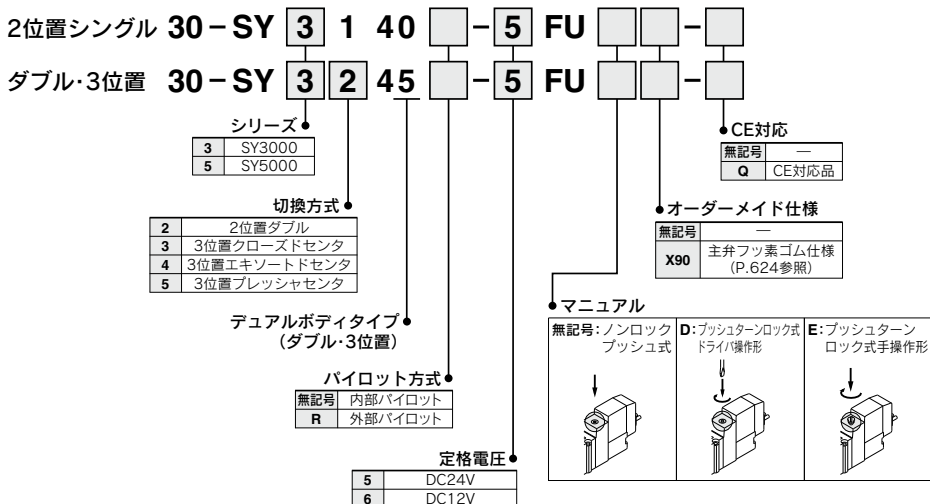 2位置シングル 30-SY 3 1 40 □-5 FU □□-□
ダブル・3位置 30-SY 3 2 45 □-5 FU □□-□
シリーズ
3 SY3000
5 SY5000
切換方式
2 2位置ダブル
3 3位置クローズドセンタ
4 3位置エキゾーストセンタ
5 3位置プレッシャセンタ
デュアルボディタイプ
(ダブル・3位置)
パイロット方式
無記号 内部パイロット
R 外部パイロット
定格電圧
5 DC24V
6 DC12V
CE対応
無記号 —
Q CE対応品
オーダーメイド仕様
無記号 —
X90 主弁フッ素ゴム仕様
(P.624参照)
マニュアル
無記号:ノンロック
プッシュ式
D:プッシュターンロック式
ドライバ操作形
E:プッシュターン
ロック式手操作形